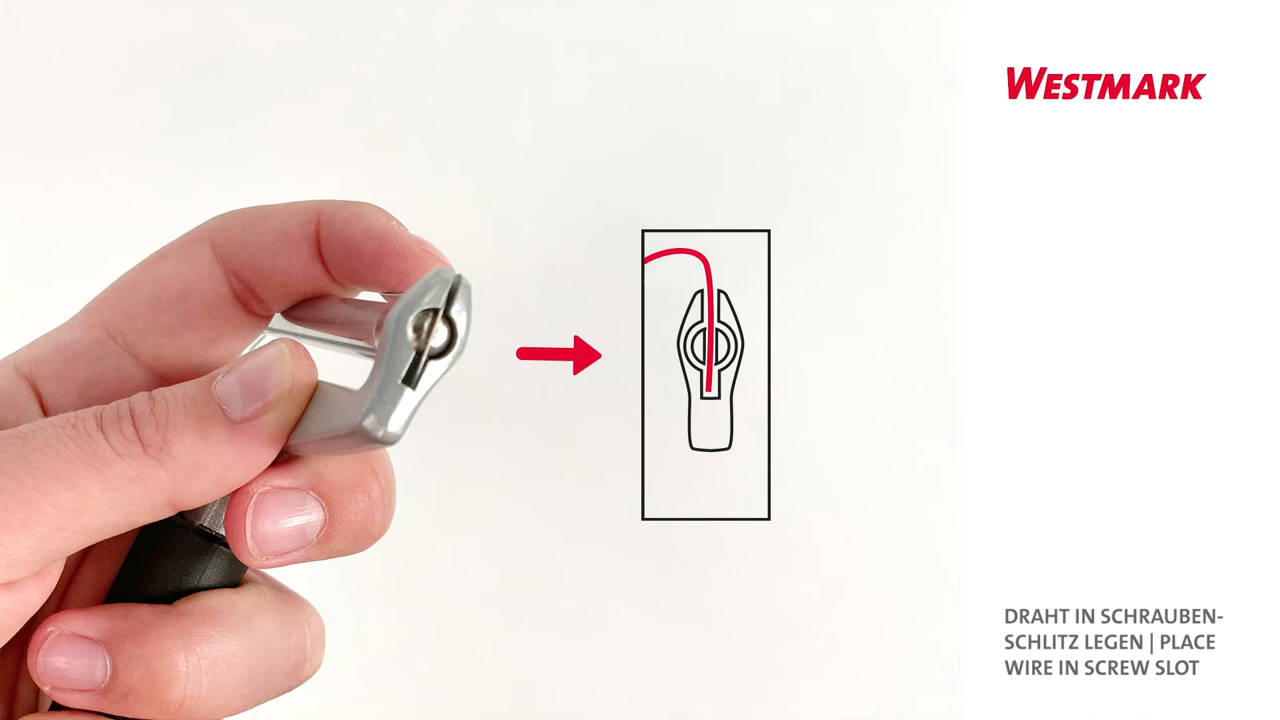 WESTMARK
DRAHT IN SCHRAUBEN-
SCHLITZ LEGEN | PLACE
WIRE IN SCREW SLOT